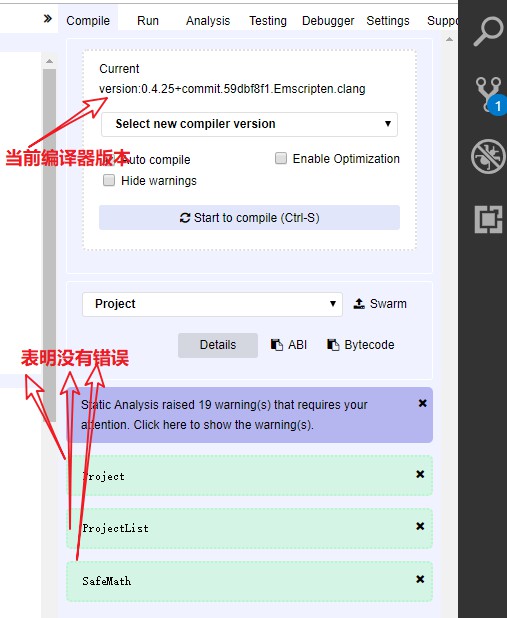 » Compile Run Analysis Testing Debugger Settings Suppo
Current
version:0.4.25+commit.59dbf8f1.Emscripten.clang
Select new compiler version
当前编译器版本
Auto compile Enable Optimization
Hide warnings
Start to compile (Ctrl-S)
1
Project Swarm
Details ABI Bytecode
表明没有错误
Static Analysis raised 19 warning(s) that requires your
attention. Click here to show the warning(s).
Project
ProjectList
SafeMath